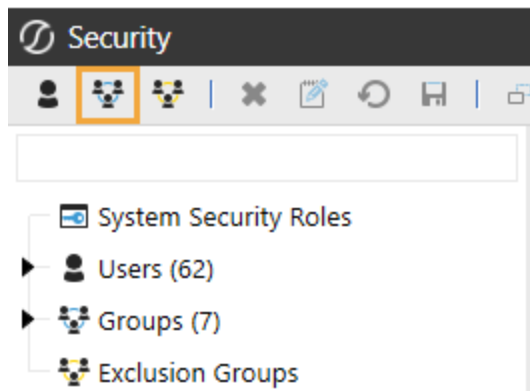 Security
System Security Roles
Users (62)
Groups (7)
Exclusion Groups